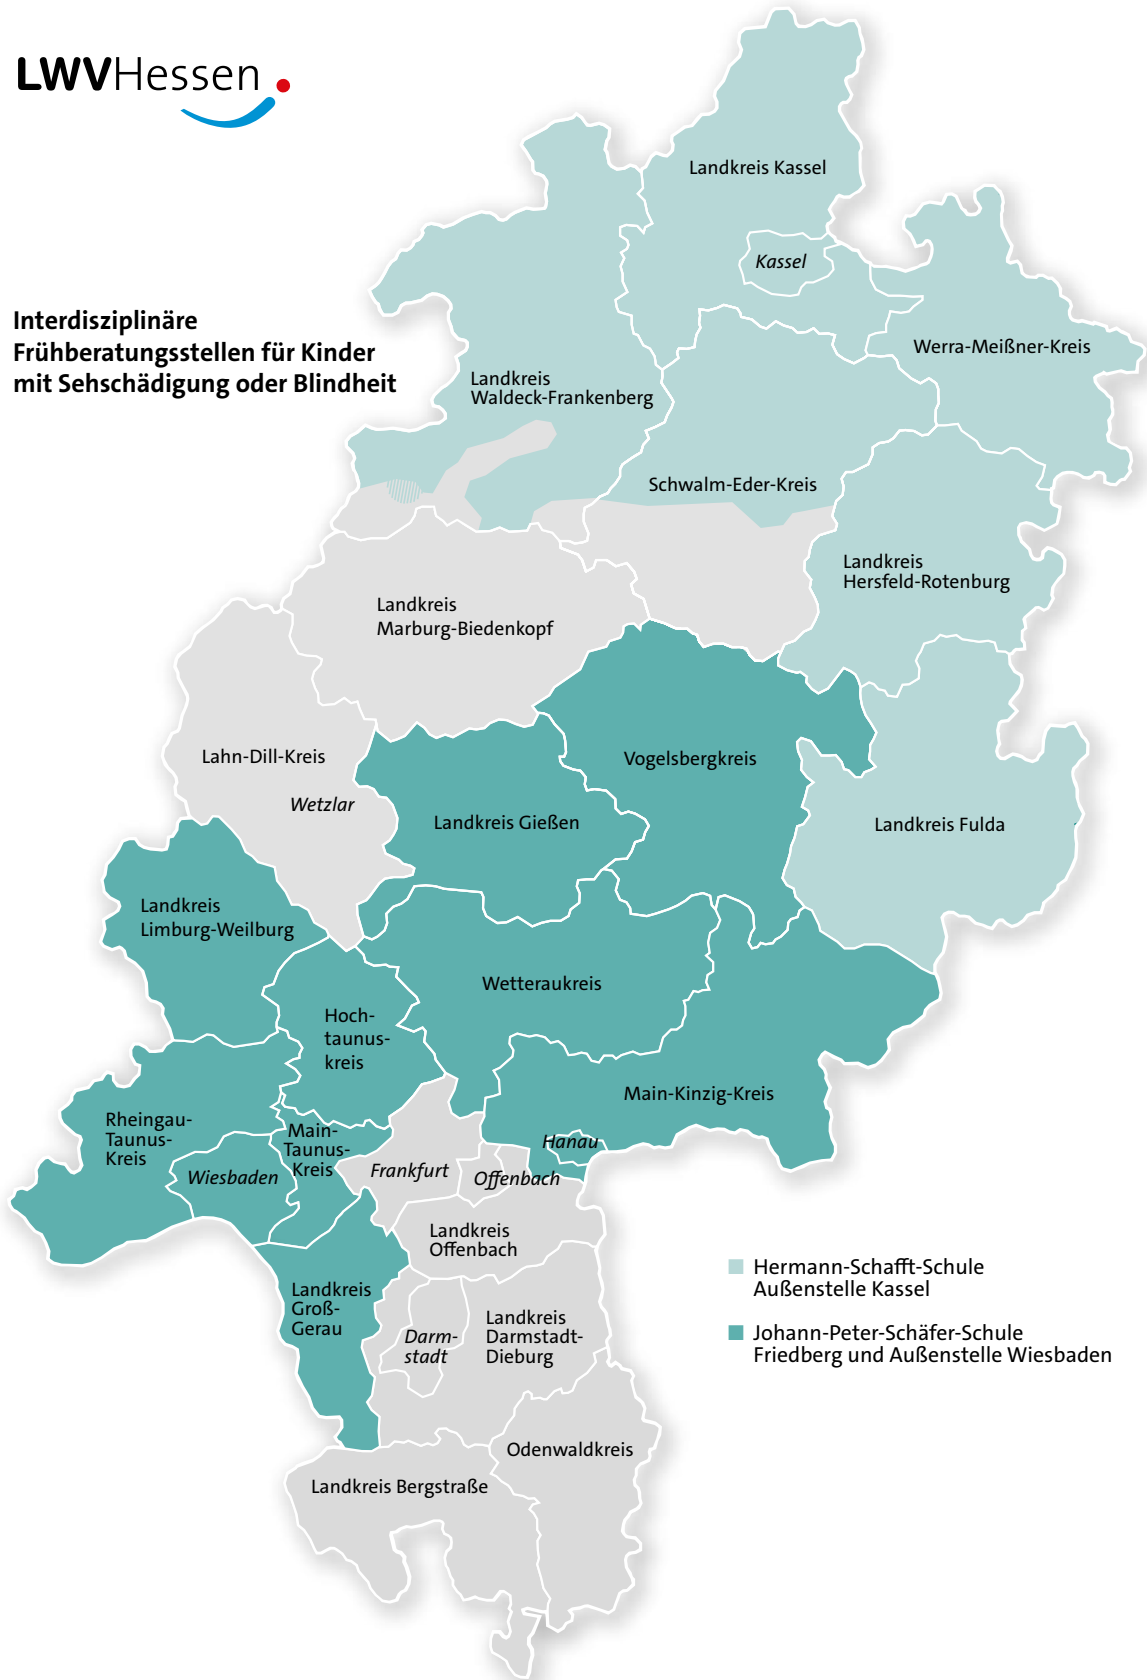 LWVHessen
Interdisziplinäre
Frühberatungsstellen für Kinder
mit Sehschädigung oder Blindheit
Landkreis Kassel
Kassel
Werra-Meißner-Kreis
Landkreis
Waldeck-Frankenberg
Schwalm-Eder-Kreis
Landkreis
Hersfeld-Rotenburg
Landkreis
Marburg-Biedenkopf
Lahn-Dill-Kreis
Wetzlar
Vogelsbergkreis
Landkreis Gießen
Landkreis Fulda
Landkreis
Limburg-Weilburg
Wetteraukreis
Hoch-
taunus-
kreis
Main-Kinzig-Kreis
Rheingau-
Taunus-
Kreis
Main-
Taunus-
Kreis
Hanau
Wiesbaden
Frankfurt
Offenbach
Landkreis
Offenbach
Landkreis
Groß-
Gerau
Darm-
stadt
Landkreis
Darmstadt-
Dieburg
Odenwaldkreis
Landkreis Bergstraße
Hermann-Schafft-Schule
Außenstelle Kassel
Johann-Peter-Schäfer-Schule
Friedberg und Außenstelle Wiesbaden